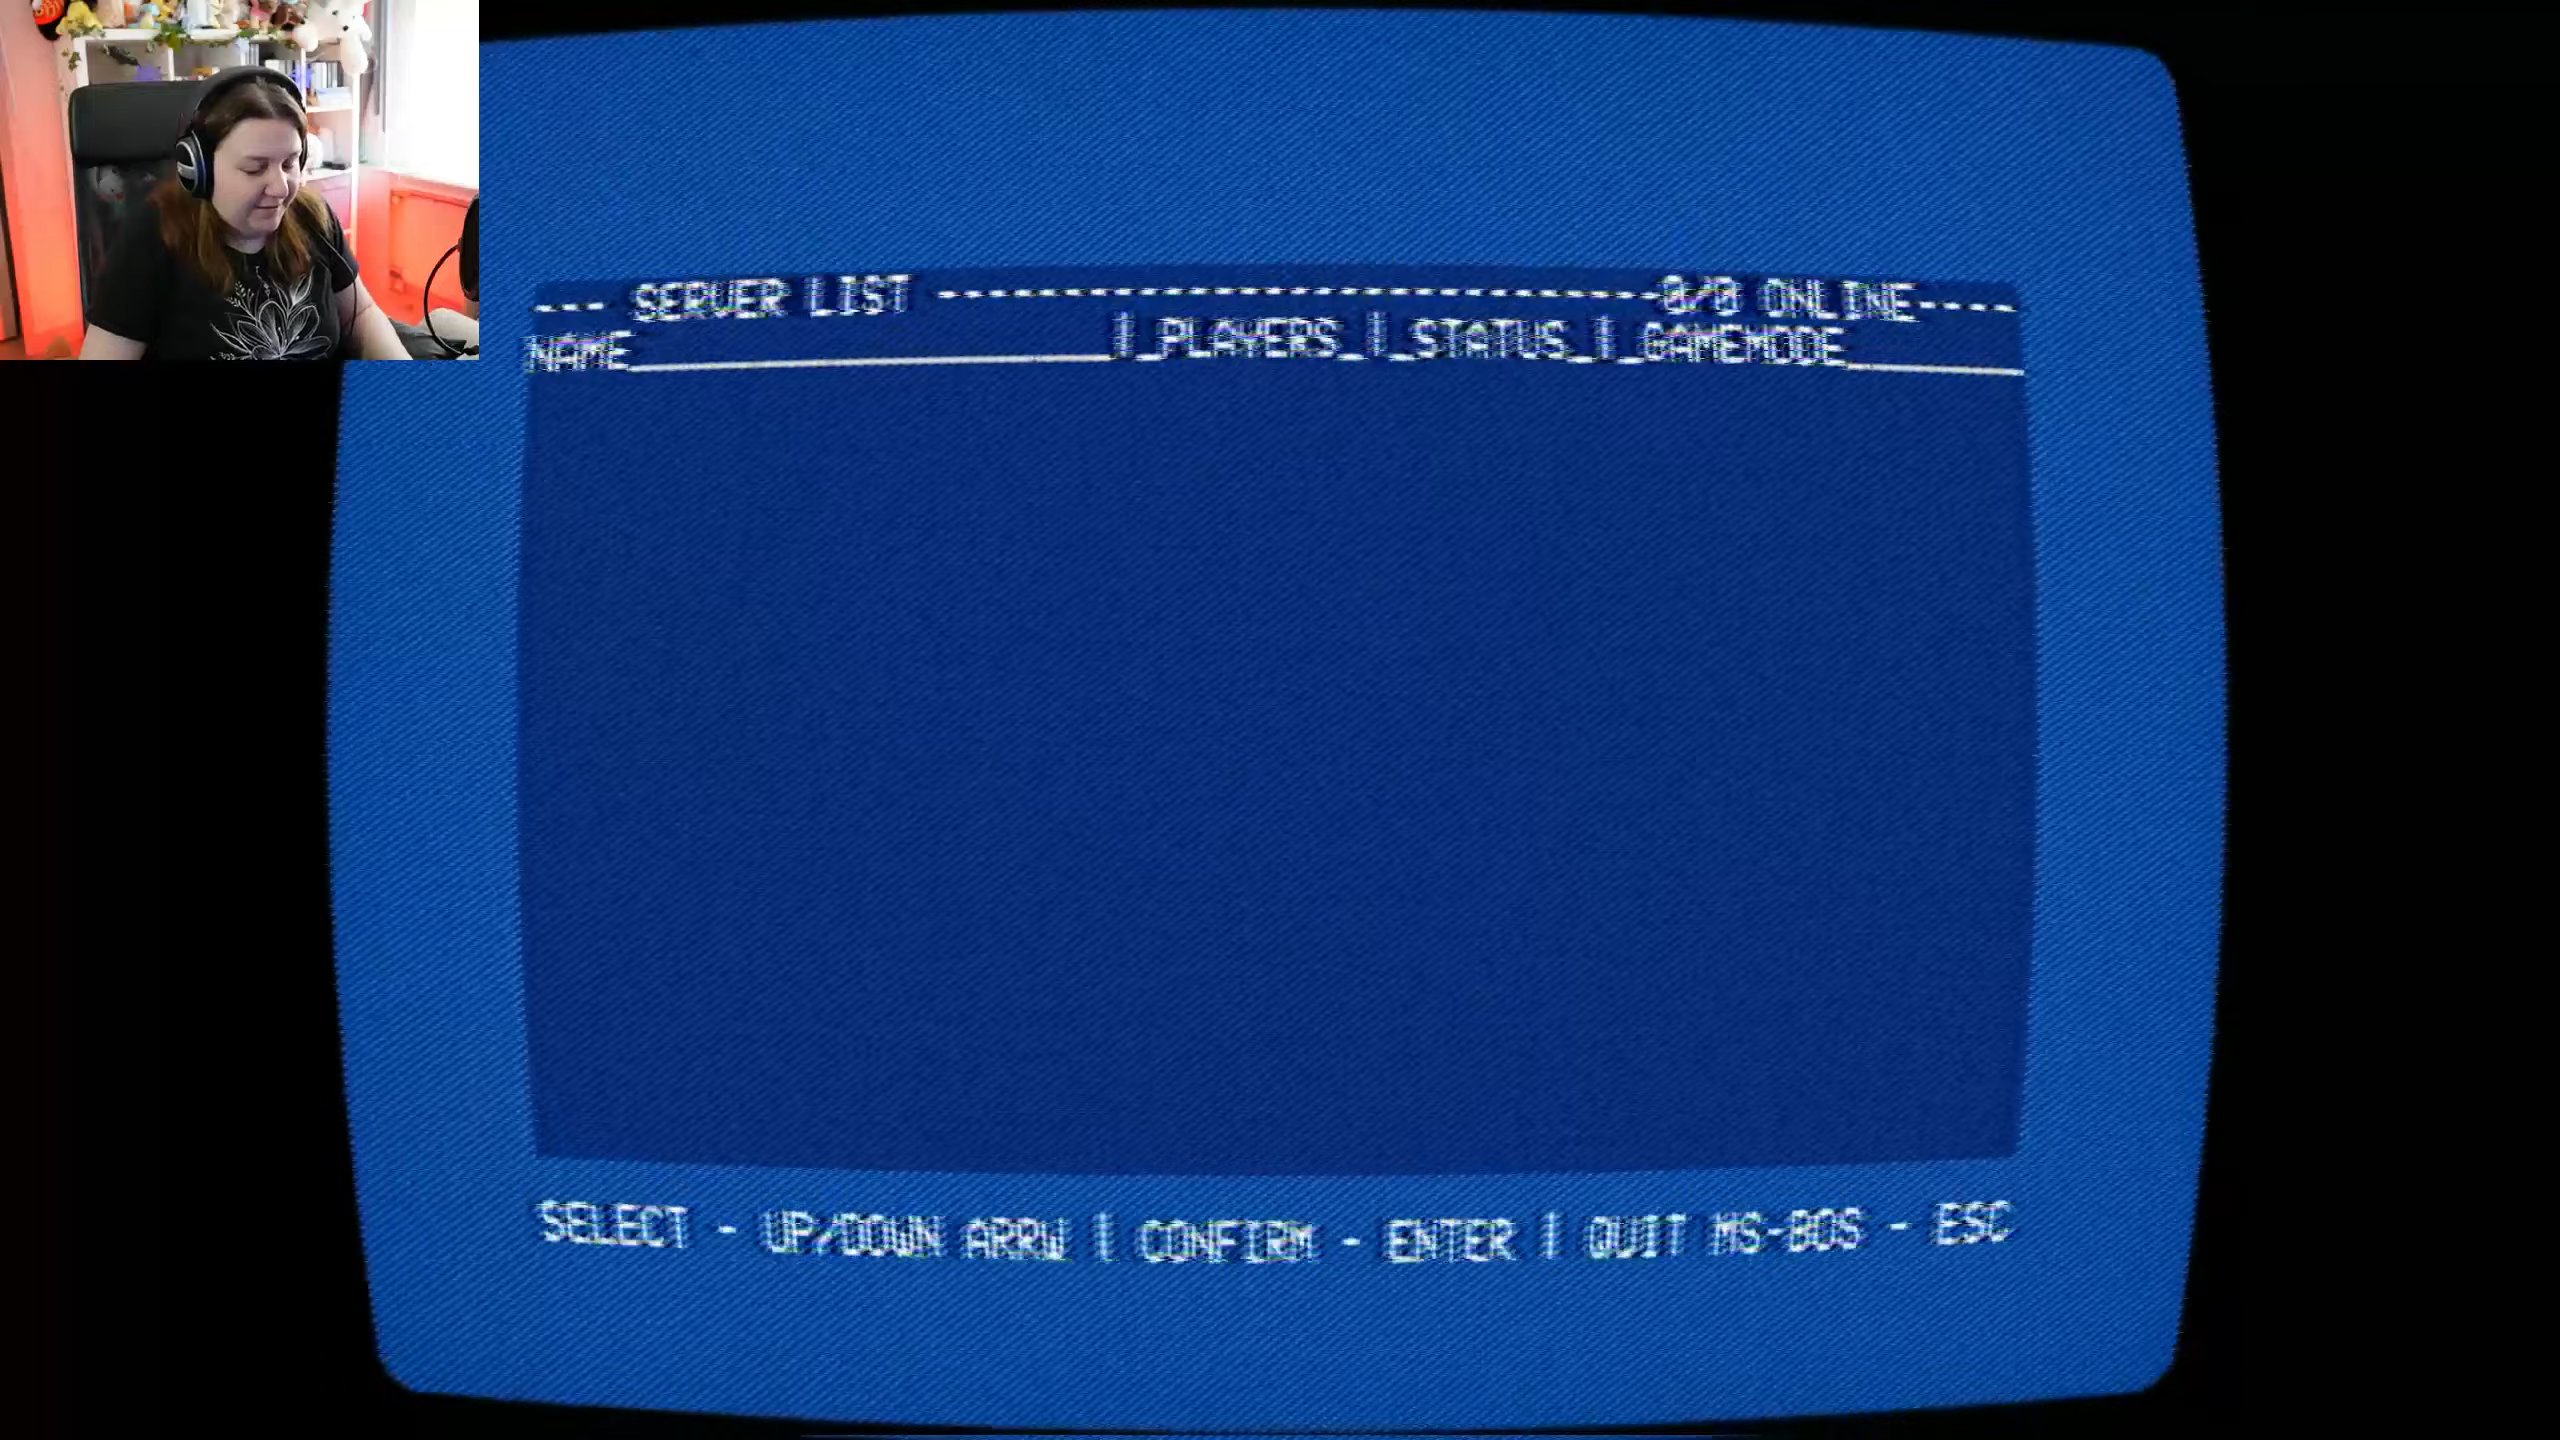 --- SERVER LIST ------------------------------------0/0 ONLINE----
NAME_______________________|_PLAYERS_|_STATUS_|_GAMEMODE_________
SELECT - UP/DOWN ARRW | CONFIRM - ENTER | QUIT MS-BOS - ESC